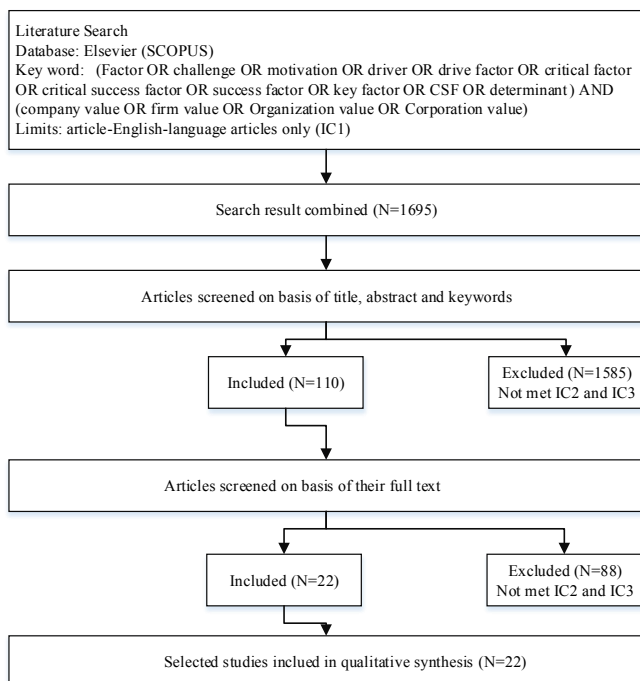 Literature Search
Database: Elsevier (SCOPUS)
Key word:   (Factor OR challenge OR motivation OR driver OR drive factor OR critical factor
OR critical success factor OR success factor OR key factor OR CSF OR determinant) AND
(company value OR firm value OR Organization value OR Corporation value)
Limits: article-English-language articles only (IC1)
Search result combined (N=1695)
Articles screened on basis of title, abstract and keywords
Included (N=110)
Excluded (N=1585)
Not met IC2 and IC3
Articles screened on basis of their full text
Included (N=22)
Excluded (N=88)
Not met IC2 and IC3
Selected studies inclued in qualitative synthesis (N=22)